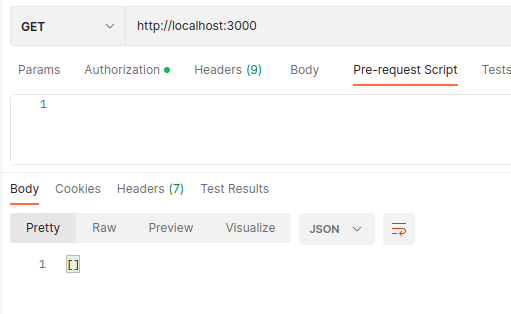 GET http://localhost:3000
Params Authorization Headers (9) Body Pre-request Script Tests
1
Body Cookies Headers (7) Test Results
Pretty Raw Preview Visualize JSON
1 []